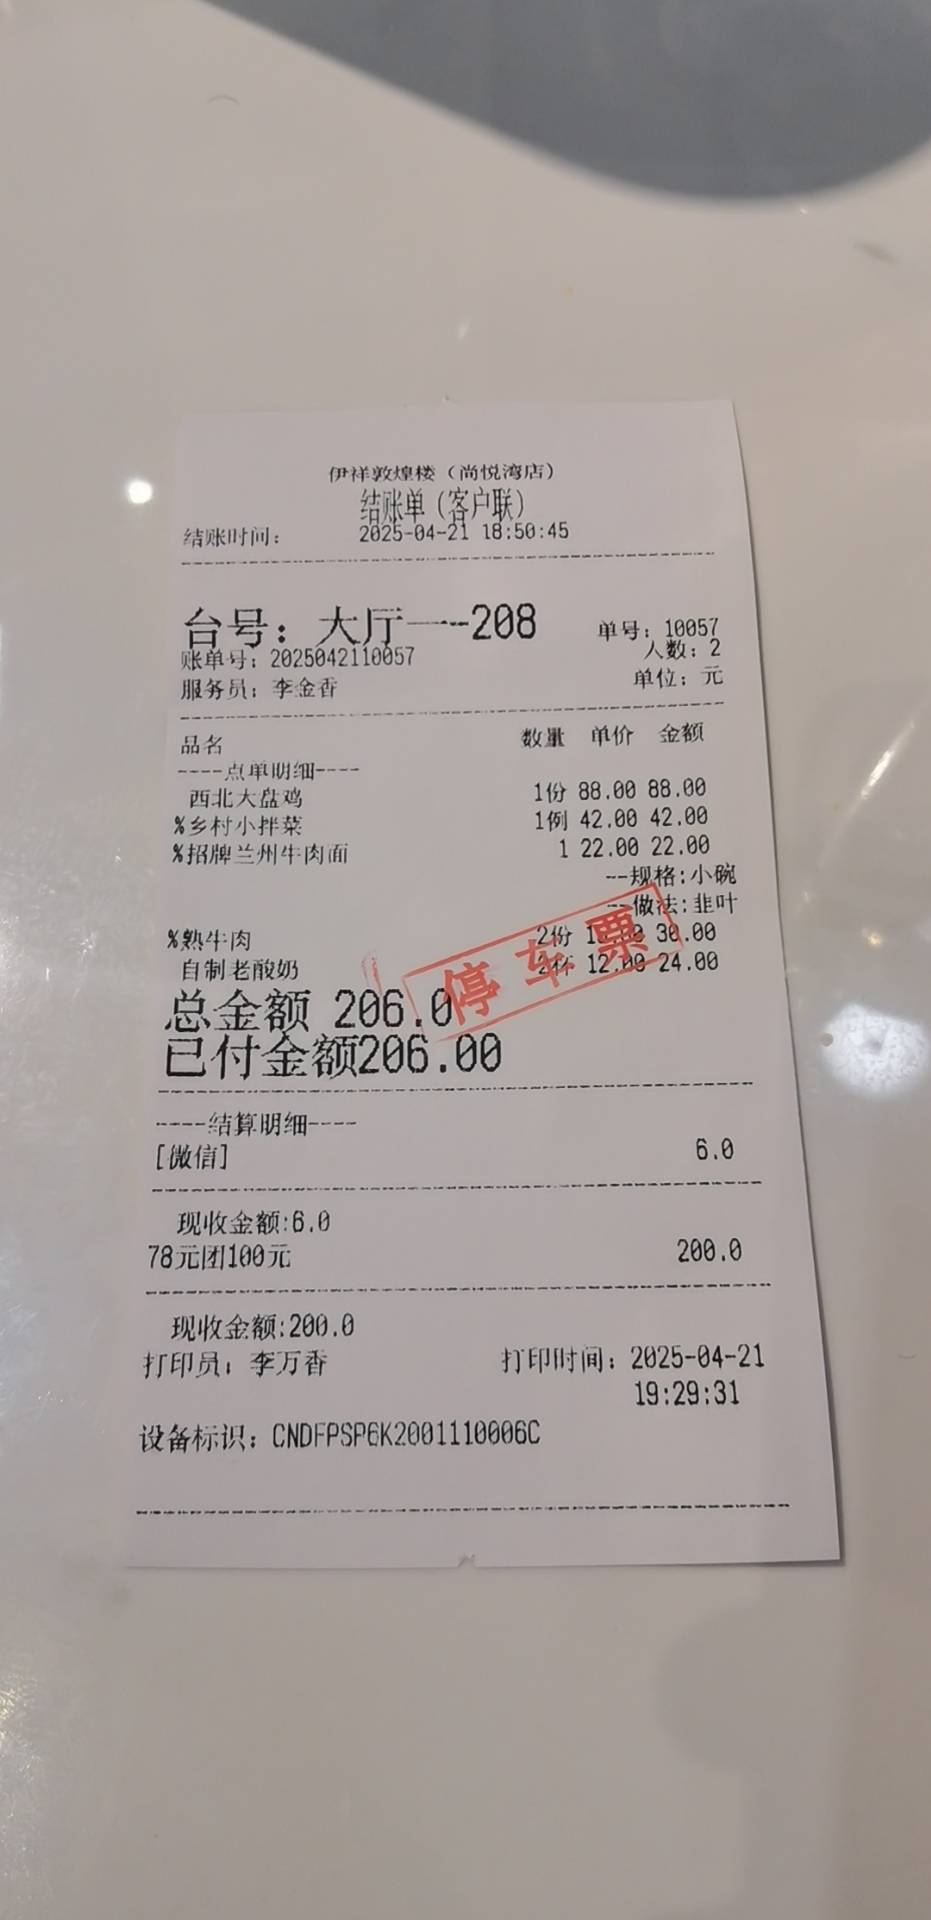 伊祥敦煌楼（尚悦湾店）
结账单（客户联）
结账时间： 2025-04-21 18:50:45
台号：大厅一--208 单号：10057
账单号：2025042110057 人数：2
服务员：李金香 单位：元
品名 数量 单价 金额
----点单明细----
西北大盘鸡 1份 88.00 88.00
%乡村小拌菜 1例 42.00 42.00
%招牌兰州牛肉面 1 22.00 22.00
--规格:小碗
--做法:韭叶
%熟牛肉 2份 30.00
自制老酸奶 2杯 12.00 24.00
停车票
总金额 206.0
已付金额206.00
----结算明细----
[微信] 6.0
现收金额:6.0
78元团100元 200.0
现收金额:200.0
打印员：李万香 打印时间：2025-04-21
19:29:31
设备标识：CNDFPSP6K2001110006C